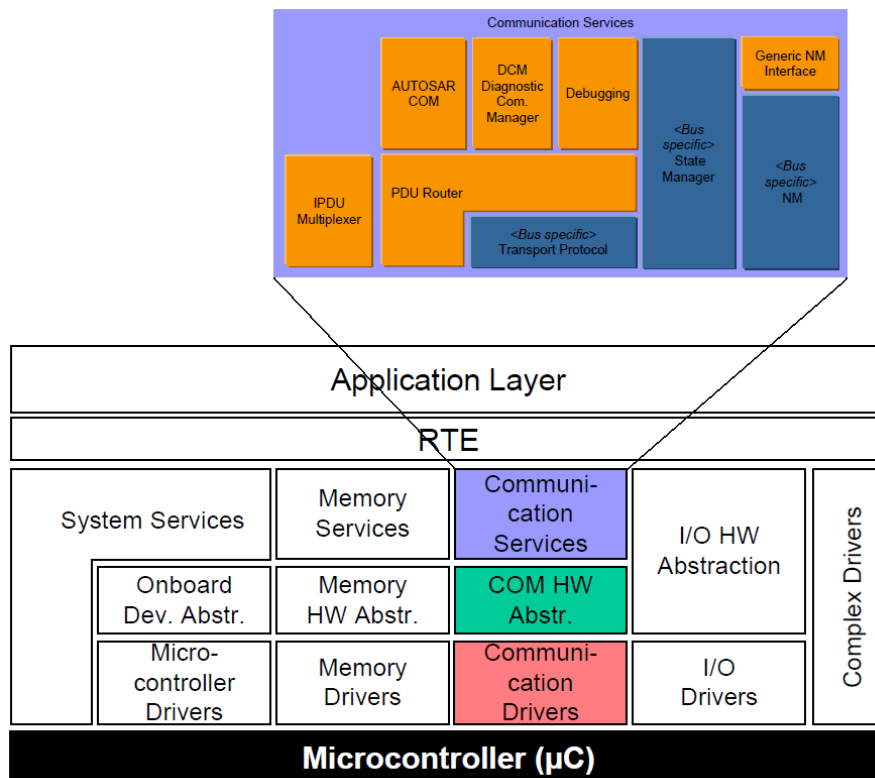 Communication Services
AUTOSAR
COM
DCM
Diagnostic
Com.
Manager
Debugging
<Bus
specific>
State
Manager
Generic NM
Interface
<Bus
specific>
NM
IPDU
Multiplexer
PDU Router
<Bus specific>
Transport Protocol
Application Layer
RTE
System Services
Memory
Services
Communi-
cation
Services
I/O HW
Abstraction
Complex Drivers
Onboard
Dev. Abstr.
Memory
HW Abstr.
COM HW
Abstr.
Micro-
controller
Drivers
Memory
Drivers
Communi-
cation
Drivers
I/O
Drivers
Microcontroller (µC)